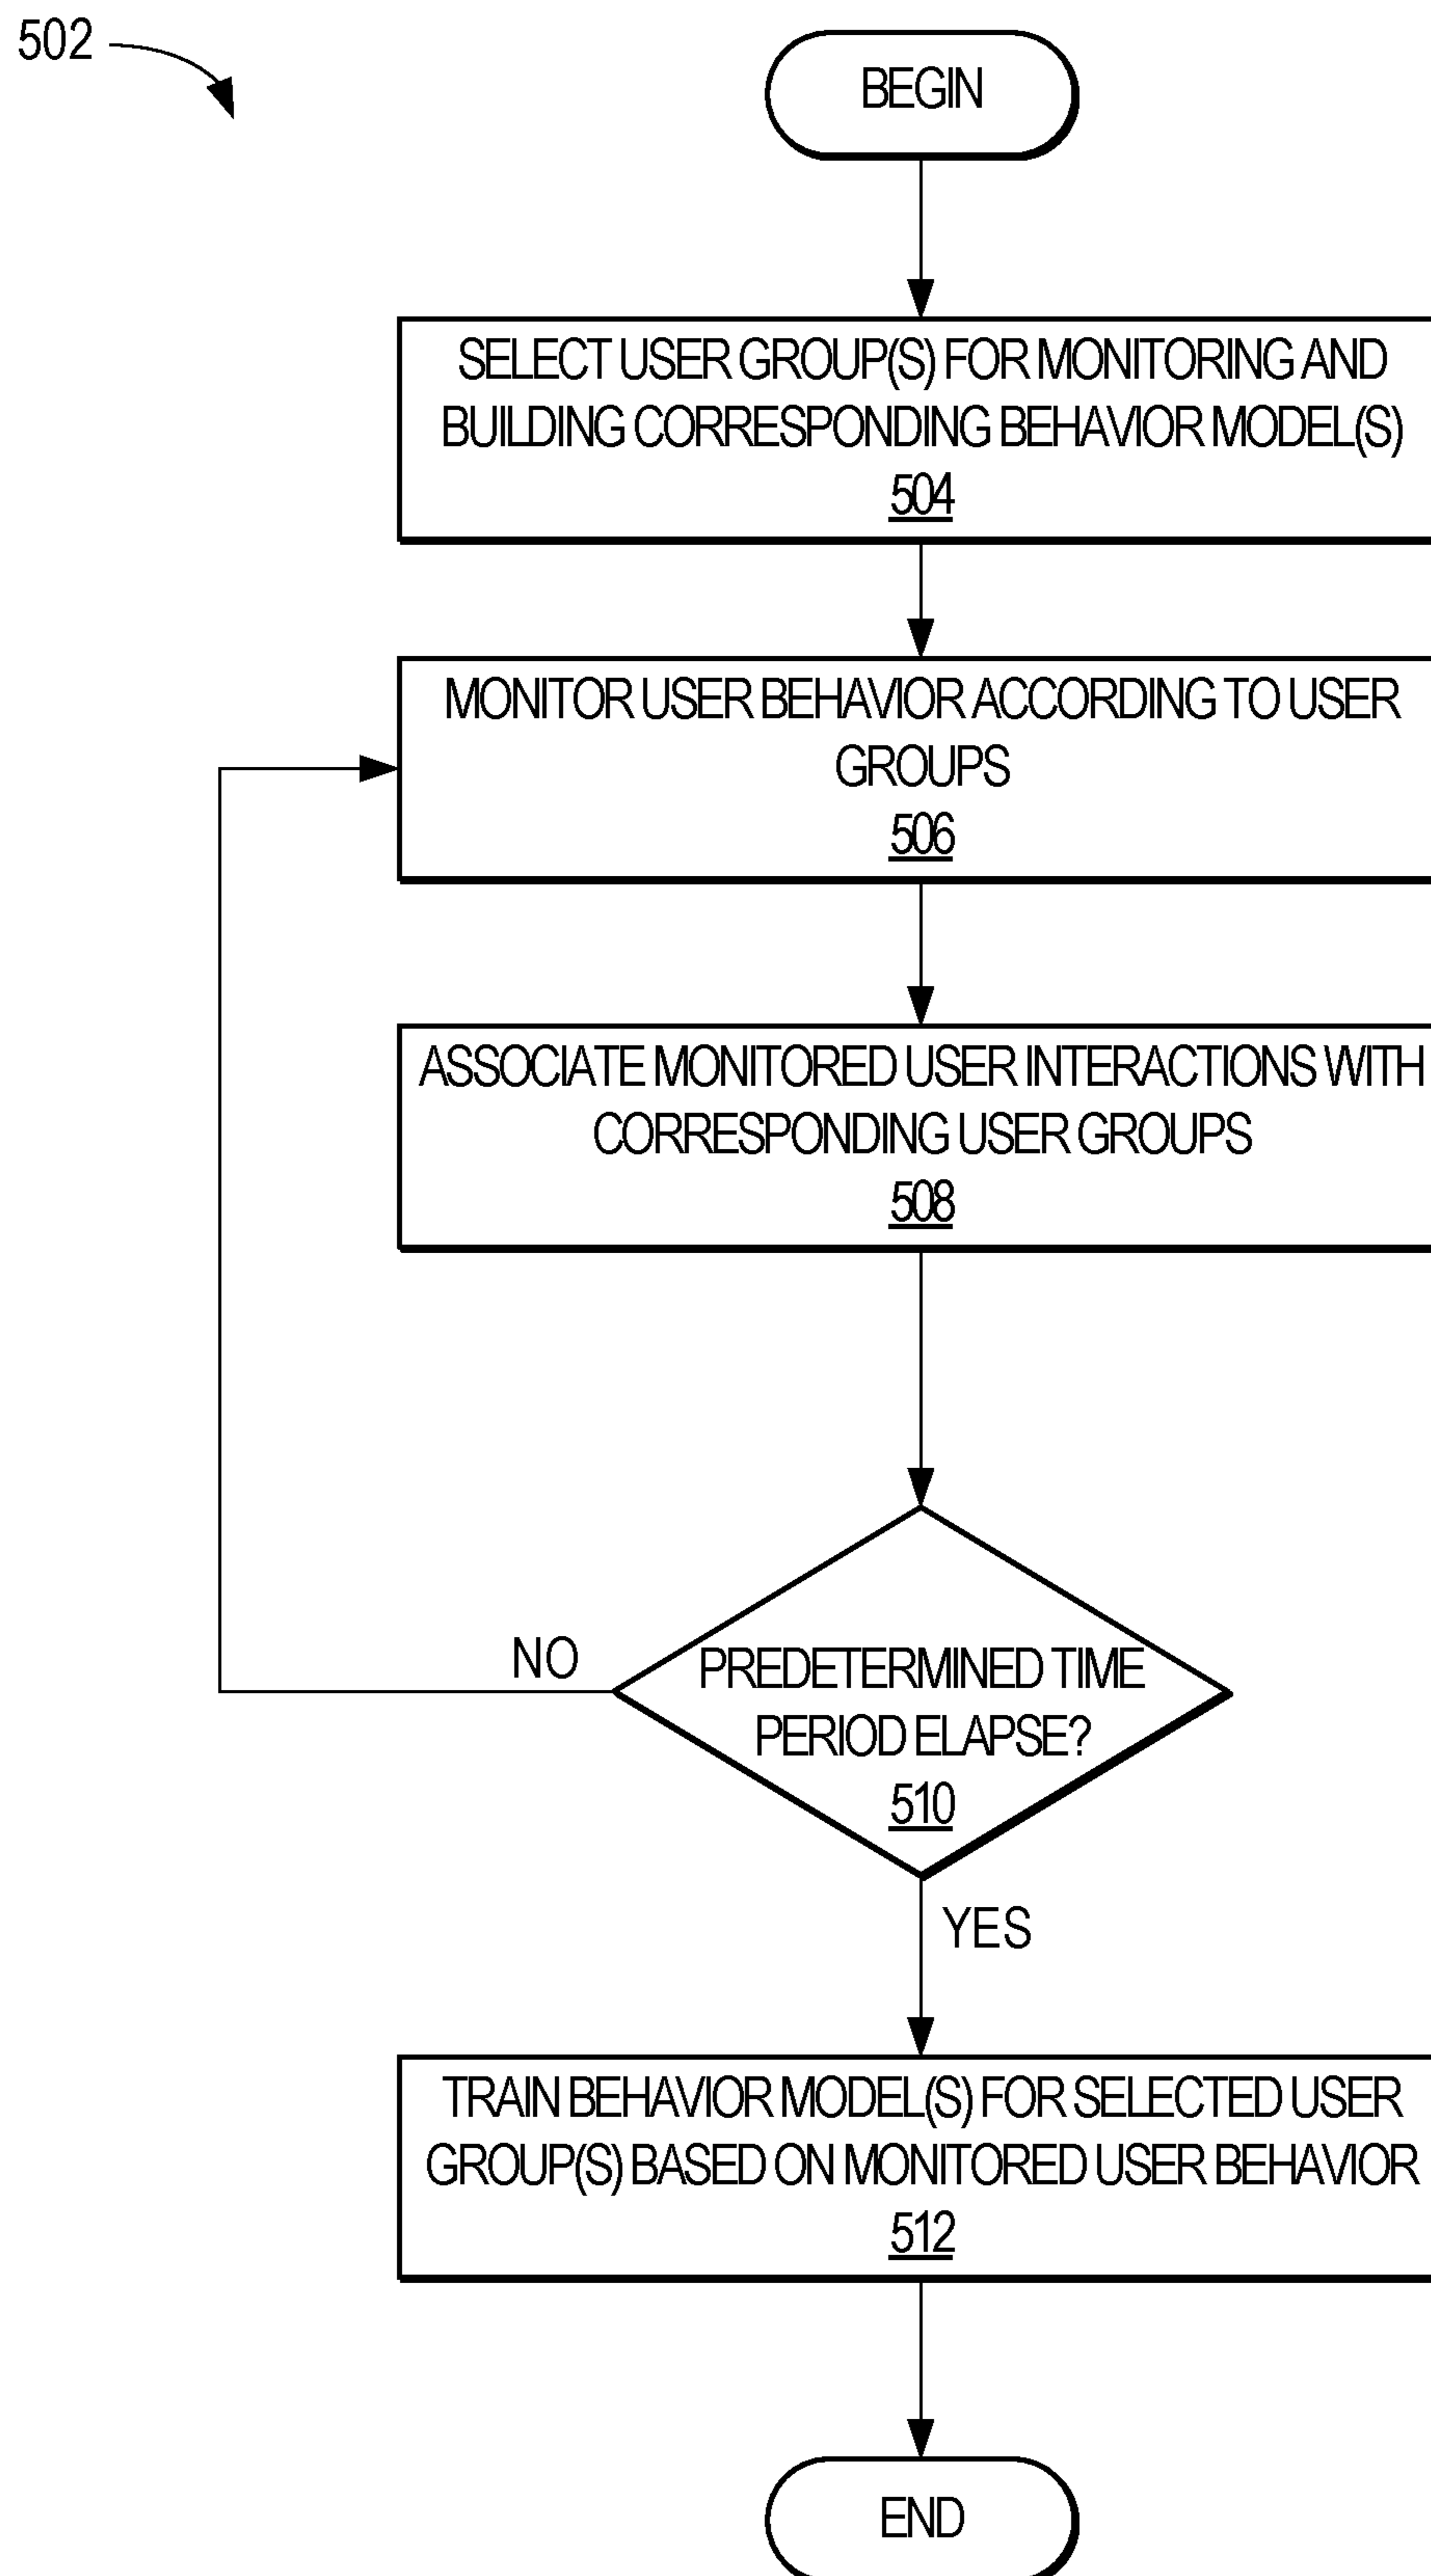 502
BEGIN
SELECT USER GROUP(S) FOR MONITORING AND
BUILDING CORRESPONDING BEHAVIOR MODEL(S)
504
MONITOR USER BEHAVIOR ACCORDING TO USER
GROUPS
506
ASSOCIATE MONITORED USER INTERACTIONS WITH
CORRESPONDING USER GROUPS
508
NO
PREDETERMINED TIME
PERIOD ELAPSE?
510
YES
TRAIN BEHAVIOR MODEL(S) FOR SELECTED USER
GROUP(S) BASED ON MONITORED USER BEHAVIOR
512
END